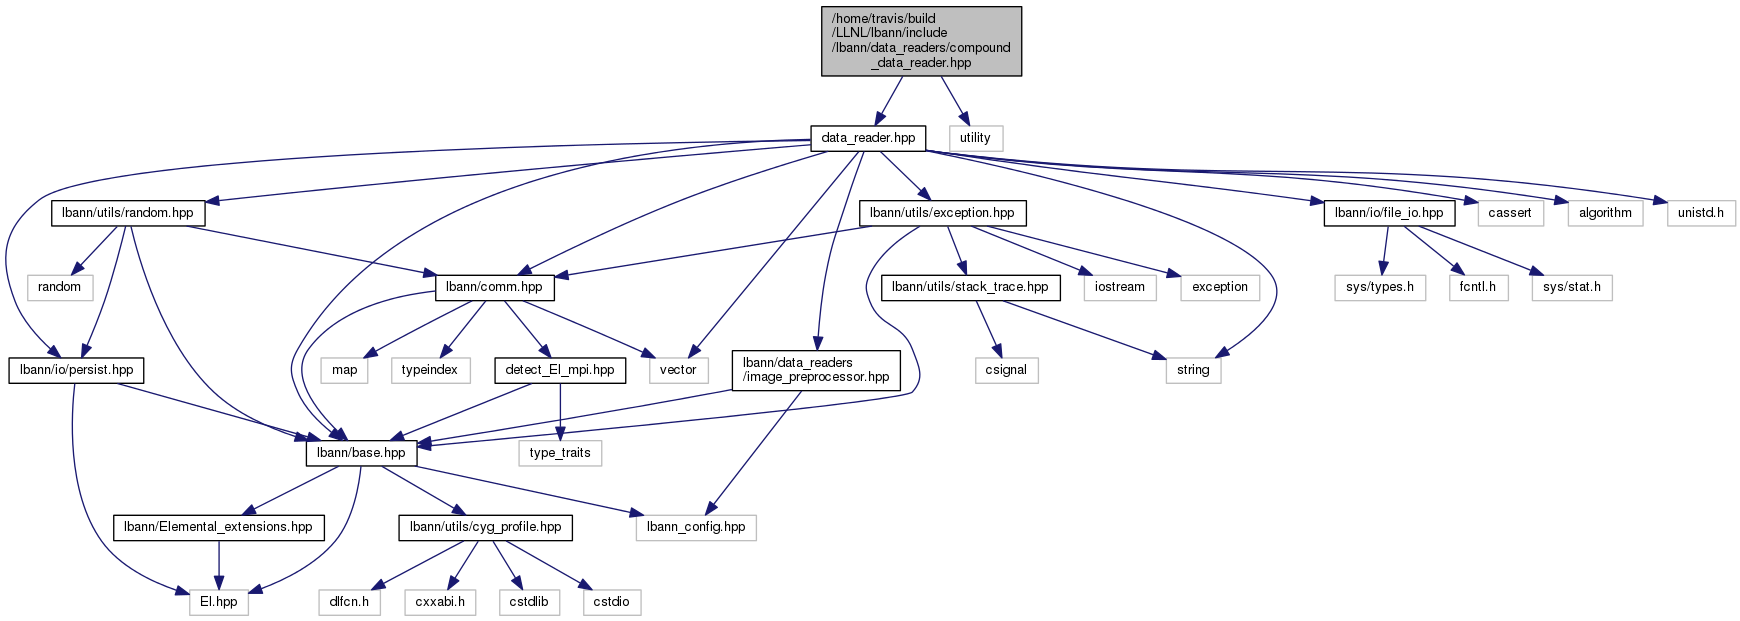 /home/travis/build
/LLNL/lbann/include
/lbann/data_readers/compound
_data_reader.hpp
data_reader.hpp
utility
lbann/utils/random.hpp
lbann/utils/exception.hpp
lbann/io/file_io.hpp
cassert
algorithm
unistd.h
random
lbann/comm.hpp
lbann/utils/stack_trace.hpp
iostream
exception
sys/types.h
fcntl.h
sys/stat.h
lbann/io/persist.hpp
map
typeindex
detect_El_mpi.hpp
vector
lbann/data_readers
/image_preprocessor.hpp
csignal
string
lbann/base.hpp
type_traits
lbann/Elemental_extensions.hpp
lbann/utils/cyg_profile.hpp
lbann_config.hpp
El.hpp
dlfcn.h
cxxabi.h
cstdlib
cstdio